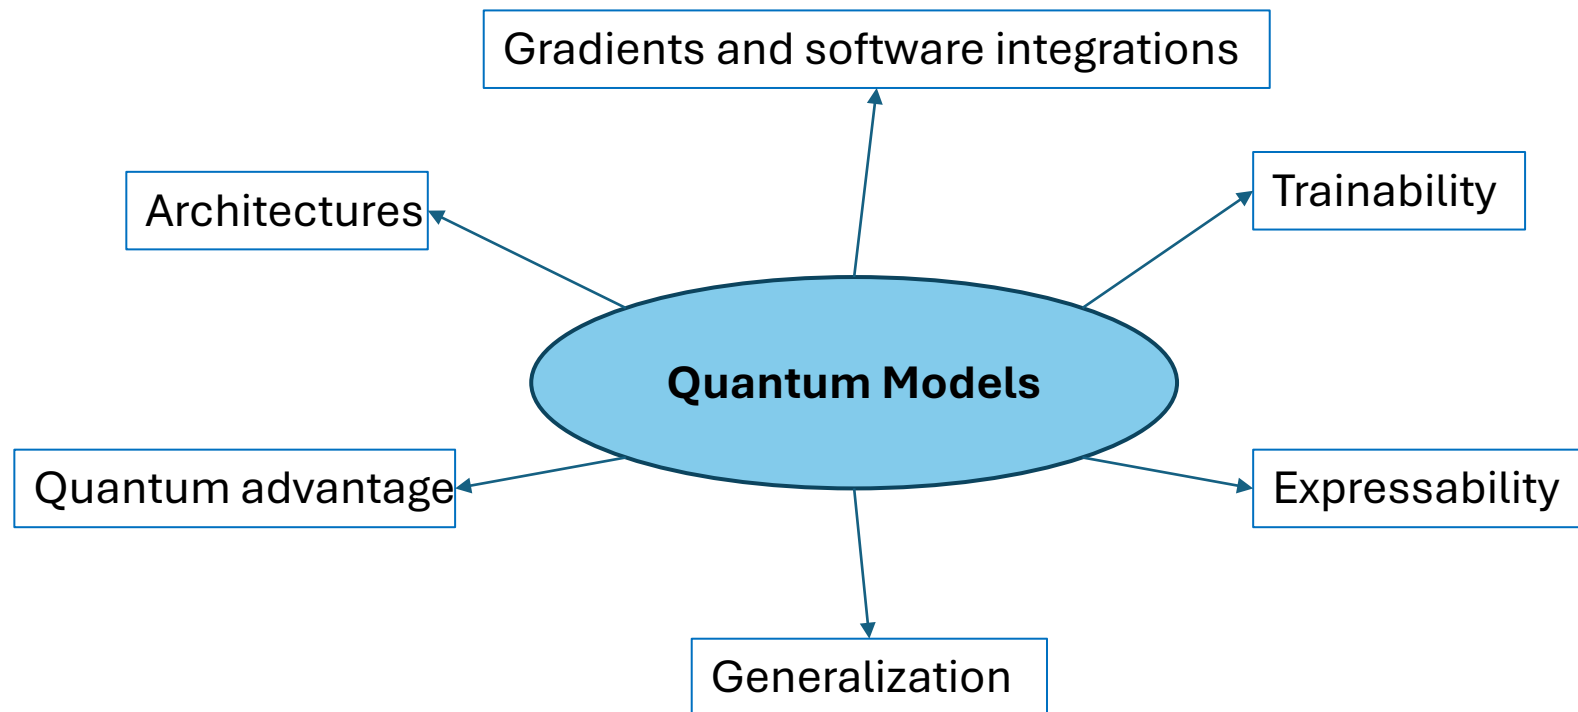 Gradients and software integrations
Architectures
Trainability
Quantum Models
Quantum advantage
Expressability
Generalization